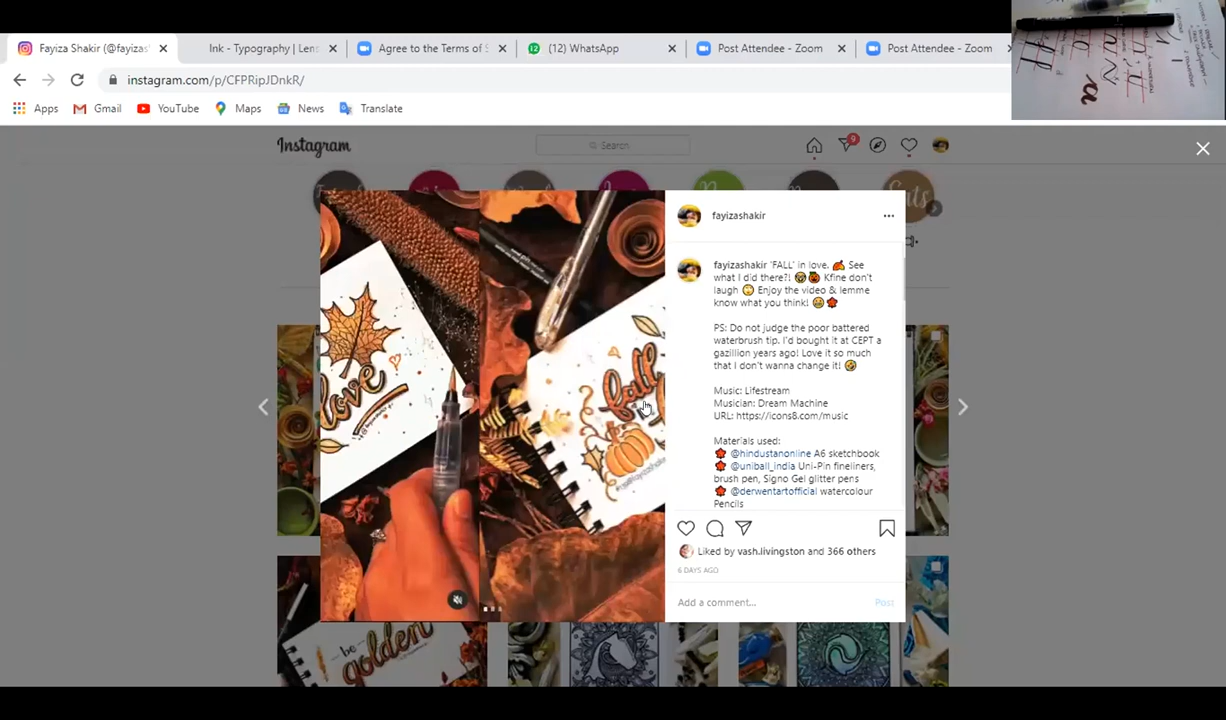 Fayiza Shakir (@fayizas
Ink - Typography | Lens
Agree to the Terms of S
(12) WhatsApp
Post Attendee - Zoom
Post Attendee - Zoom
instagram.com/p/CFPRipJDnkR/
Apps
Gmail
YouTube
Maps
News
Translate
Instagram
Search
9
love
fall
fayizashakir
fayizashakir 'FALL' in love. See
what I did there?! Kfine don't
laugh Enjoy the video & lemme
know what you think!
PS: Do not judge the poor battered
waterbrush tip. I'd bought it at CEPT a
gazillion years ago! Love it so much
that I don't wanna change it!
Music: Lifestream
Musician: Dream Machine
URL: https://icons8.com/music
Materials used:
@hindustanonline A6 sketchbook
@uniball_india Uni-Pin fineliners,
brush pen, Signo Gel glitter pens
@derwentartofficial watercolour
Pencils
Liked by vash.livingston and 366 others
6 DAYS AGO
Add a comment...
Post
be
golden